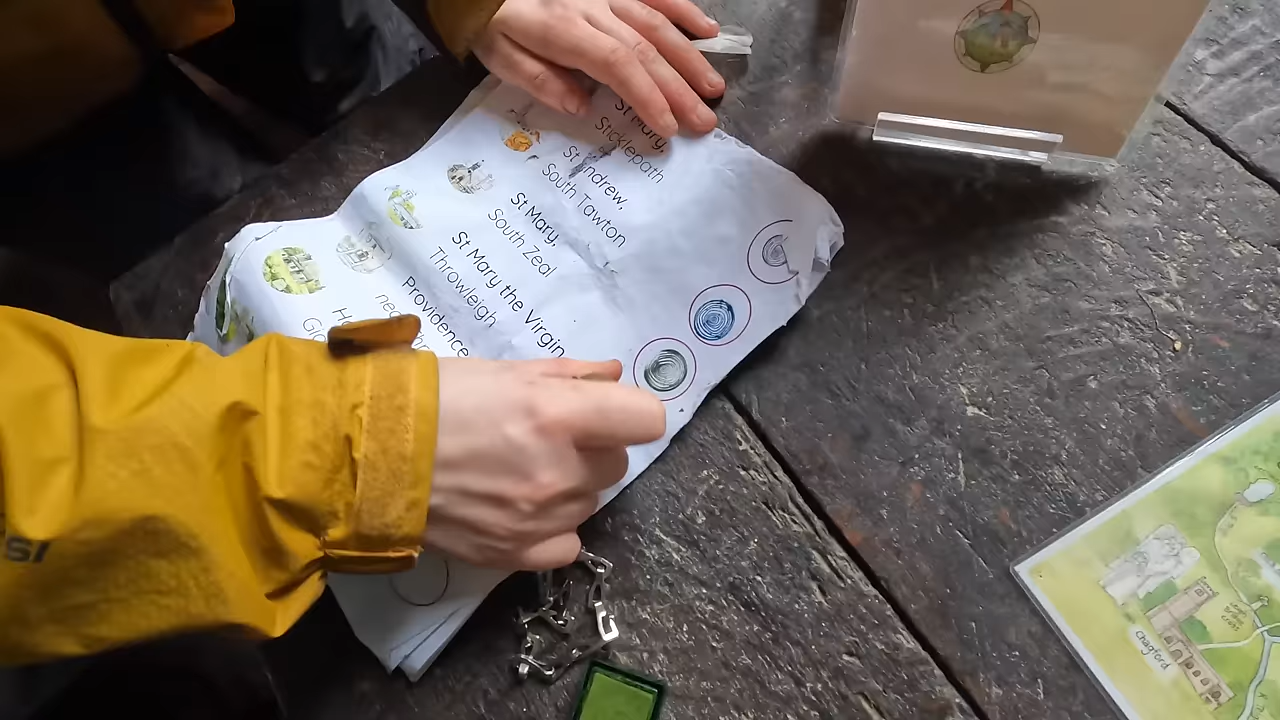 St Mary,
Sticklepath
St Andrew,
South Tawton
St Mary,
South Zeal
St Mary the Virgin
Throwleigh
Providence
Chagford